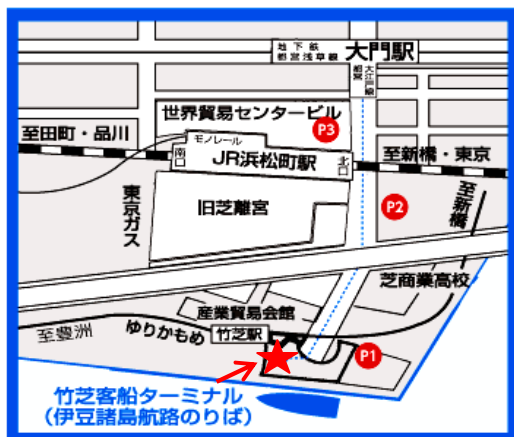 地下鉄
都営浅草線
大門駅
都営
大江戸線
世界貿易センタービル
P3
至田町・品川
モノレール
南口
JR浜松町駅
北口
至新橋・東京
東京ガス
旧芝離宮
P2
至新橋
芝商業高校
産業貿易会館
至豊洲
ゆりかもめ
竹芝駅
P1
竹芝客船ターミナル
(伊豆諸島航路のりば)